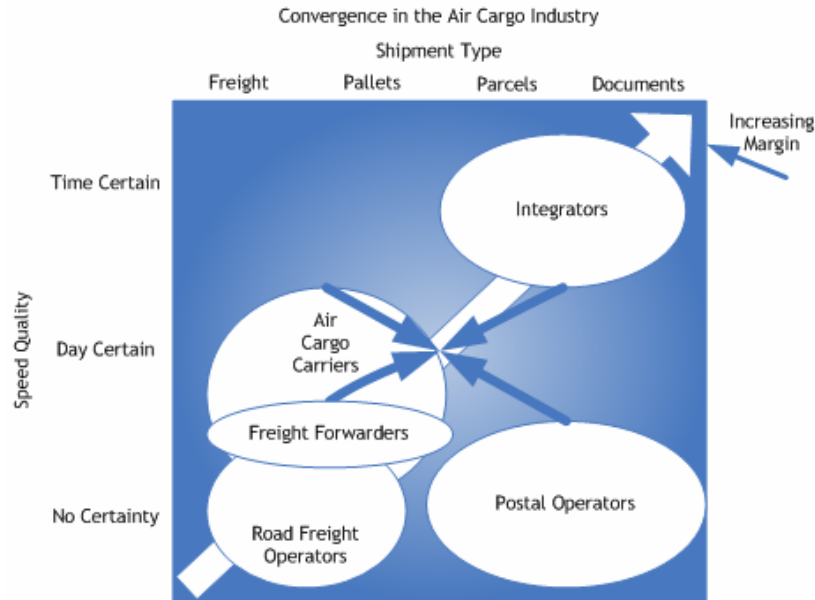 Convergence in the Air Cargo Industry
Shipment Type
Freight Pallets Parcels Documents
Increasing
Margin
Time Certain
Integrators
Speed Quality
Day Certain
Air
Cargo
Carriers
Freight Forwarders
No Certainty
Postal Operators
Road Freight
Operators